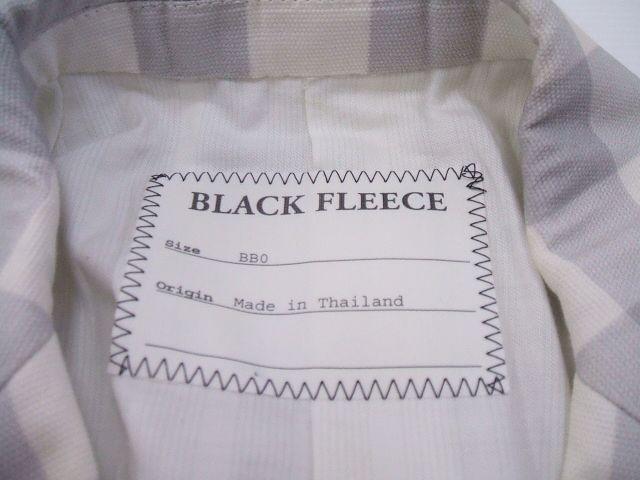 BLACK FLEECE
Size BB0
Origin Made in Thailand